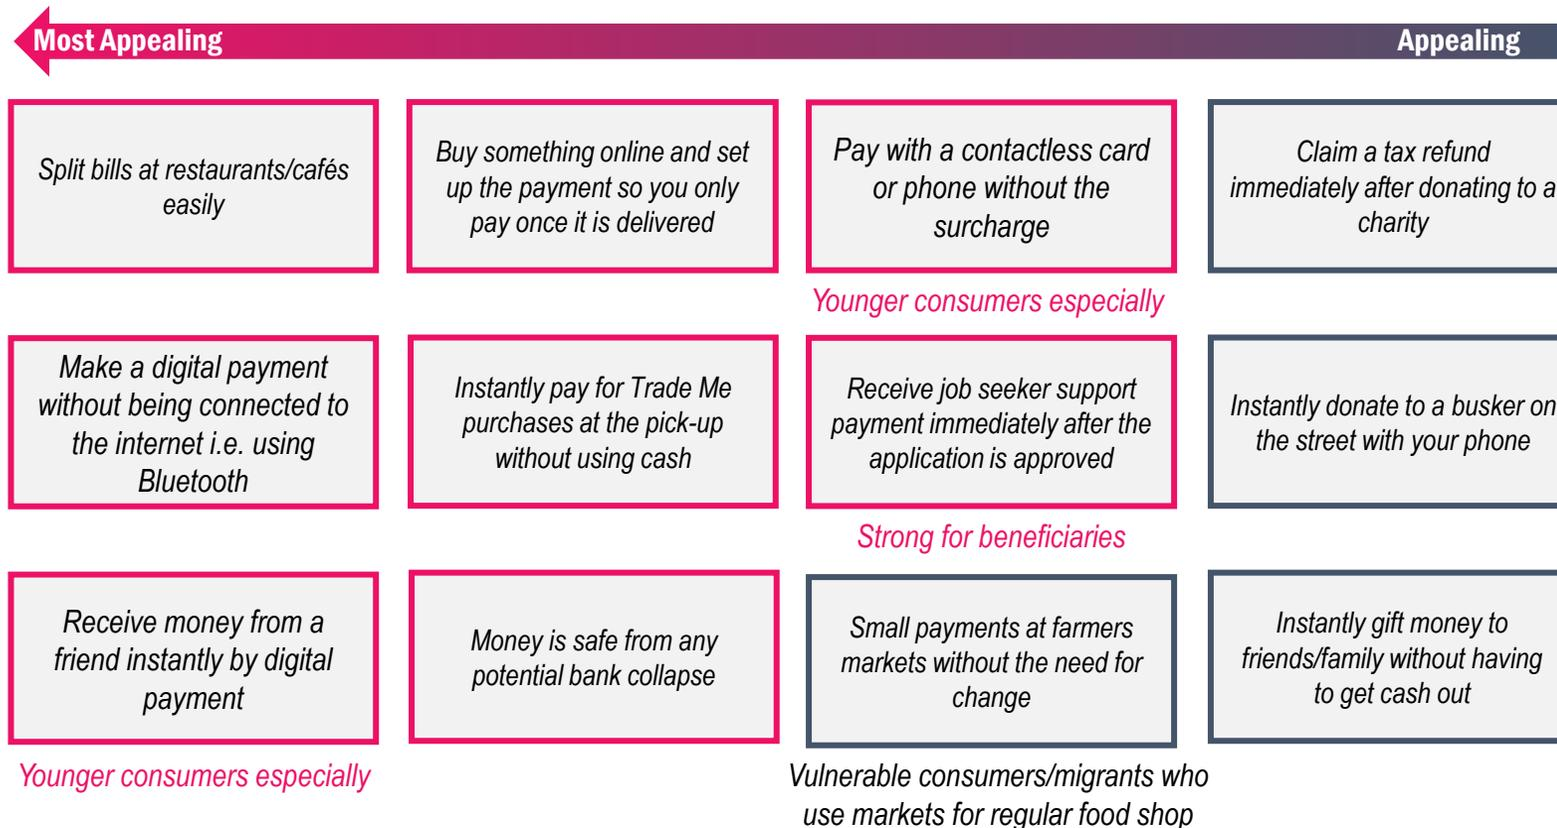 Most Appealing
Appealing
Split bills at restaurants/cafés
easily
Buy something online and set
up the payment so you only
pay once it is delivered
Pay with a contactless card
or phone without the
surcharge
Younger consumers especially
Claim a tax refund
immediately after donating to a
charity
Make a digital payment
without being connected to
the internet i.e. using
Bluetooth
Instantly pay for Trade Me
purchases at the pick-up
without using cash
Receive job seeker support
payment immediately after the
application is approved
Strong for beneficiaries
Instantly donate to a busker on
the street with your phone
Receive money from a
friend instantly by digital
payment
Younger consumers especially
Money is safe from any
potential bank collapse
Small payments at farmers
markets without the need for
change
Vulnerable consumers/migrants who
use markets for regular food shop
Instantly gift money to
friends/family without having
to get cash out